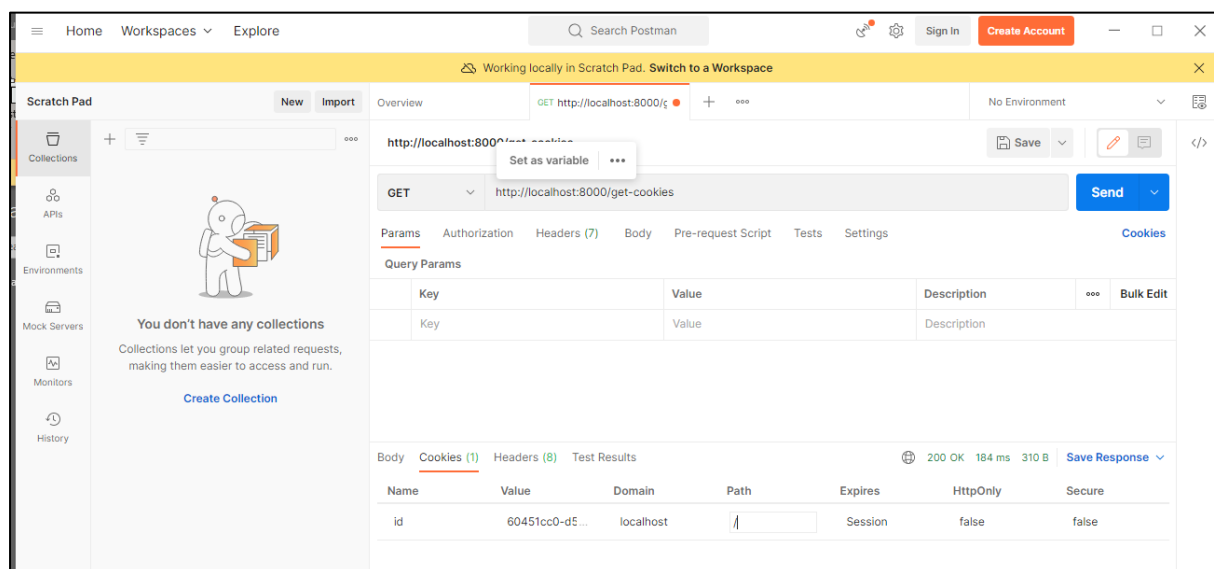 Home Workspaces Explore Search Postman Sign In Create Account
Working locally in Scratch Pad. Switch to a Workspace
Scratch Pad New Import Overview GET http://localhost:8000/g No Environment
http://localhost:8000/get-cookies Save
Set as variable
GET http://localhost:8000/get-cookies Send
Params Authorization Headers (7) Body Pre-request Script Tests Settings Cookies
Query Params
Key Value Description Bulk Edit
Key Value Description
Collections
APIs
Environments
Mock Servers
Monitors
History
You don't have any collections
Collections let you group related requests,
making them easier to access and run.
Create Collection
Body Cookies (1) Headers (8) Test Results 200 OK 184 ms 310 B Save Response
Name Value Domain Path Expires HttpOnly Secure
id 60451cc0-d5... localhost / Session false false